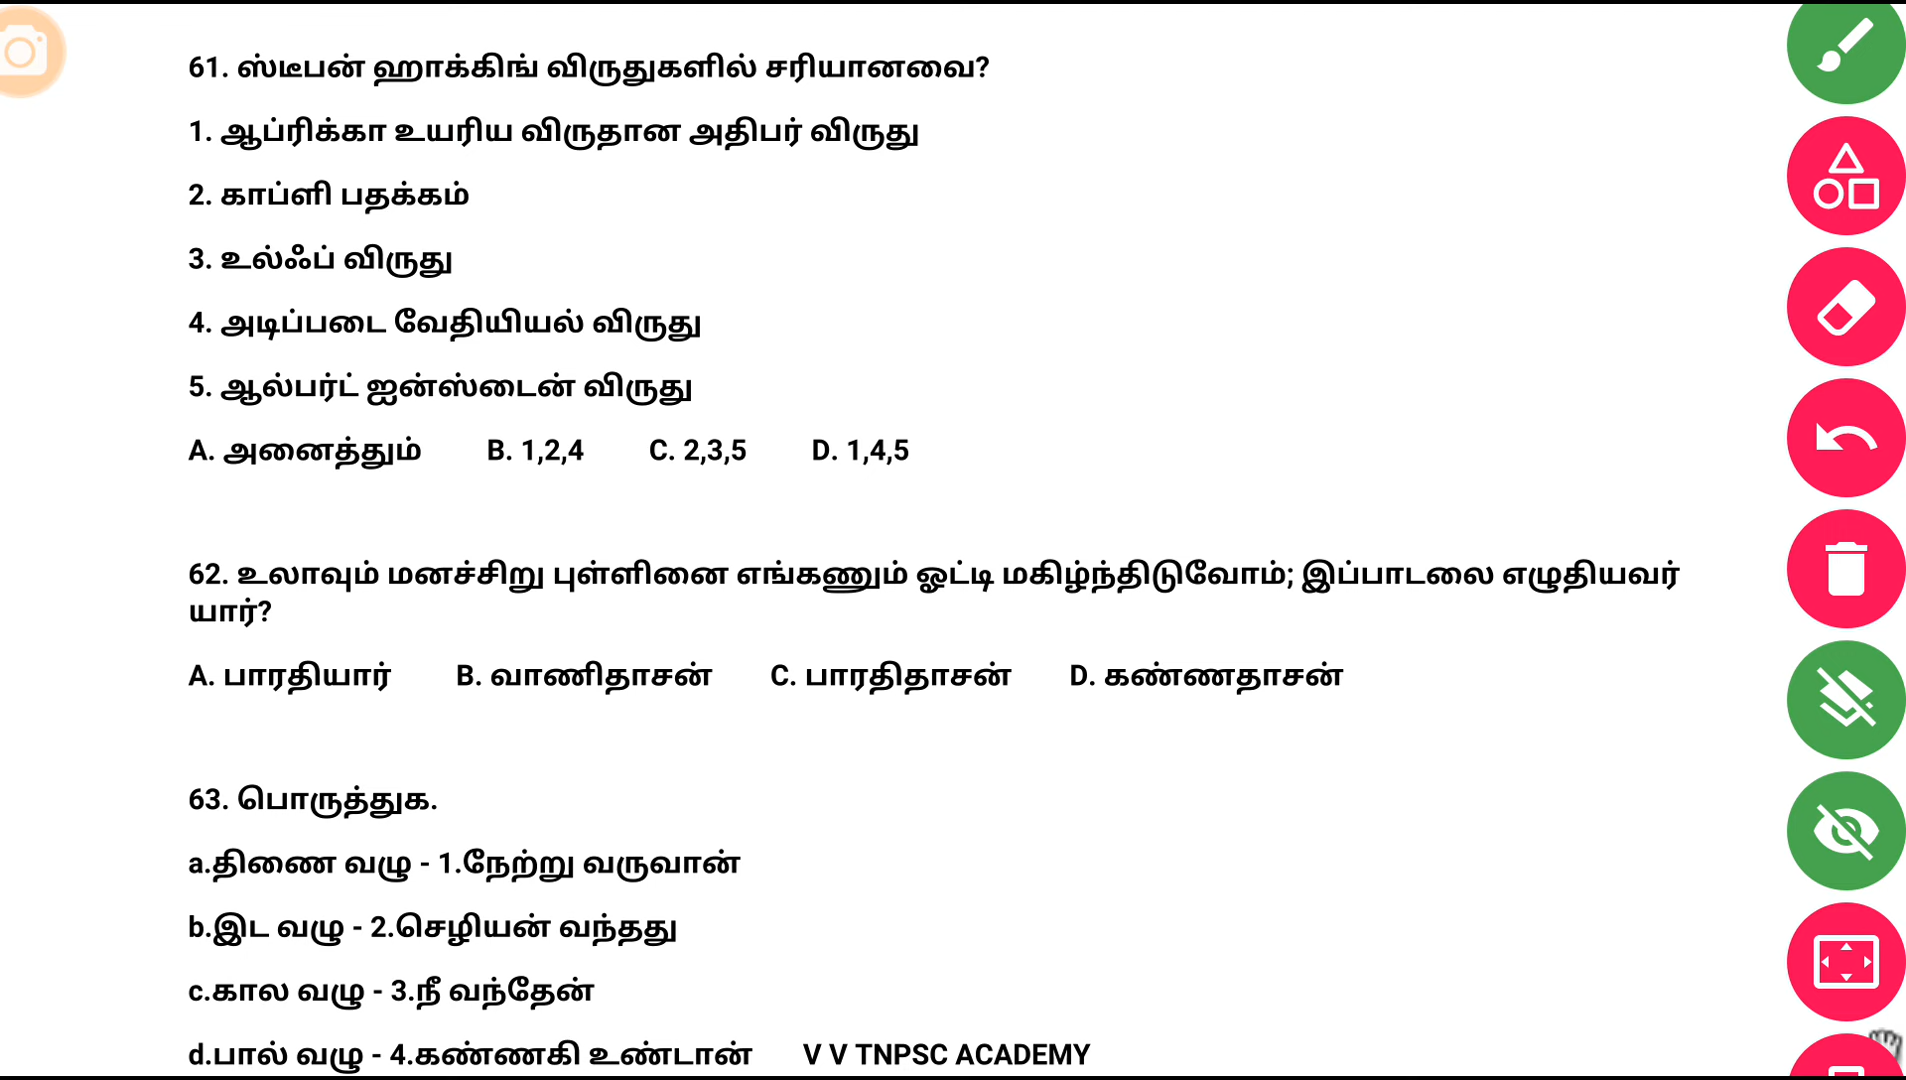 61. ஸ்டீபன் ஹாக்கிங் விருதுகளில் சரியானவை?
1. ஆப்ரிக்கா உயரிய விருதான அதிபர் விருது
2. காப்ளி பதக்கம்
3. உல்ஃப் விருது
4. அடிப்படை வேதியியல் விருது
5. ஆல்பர்ட் ஐன்ஸ்டைன் விருது
A. அனைத்தும் B. 1,2,4 C. 2,3,5 D. 1,4,5
62. உலாவும் மனச்சிறு புள்ளினை எங்கணும் ஓட்டி மகிழ்ந்திடுவோம்; இப்பாடலை எழுதியவர்
யார்?
A. பாரதியார் B. வாணிதாசன் C. பாரதிதாசன் D. கண்ணதாசன்
63. பொருத்துக.
a.திணை வழு - 1.நேற்று வருவான்
b.இட வழு - 2.செழியன் வந்தது
c.கால வழு - 3.நீ வந்தேன்
d.பால் வழு - 4.கண்ணகி உண்டான் V V TNPSC ACADEMY